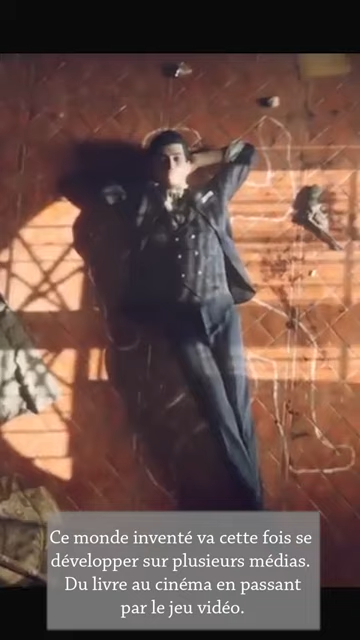 Ce monde inventé va cette fois se
développer sur plusieurs médias.
Du livre au cinéma en passant
par le jeu vidéo.